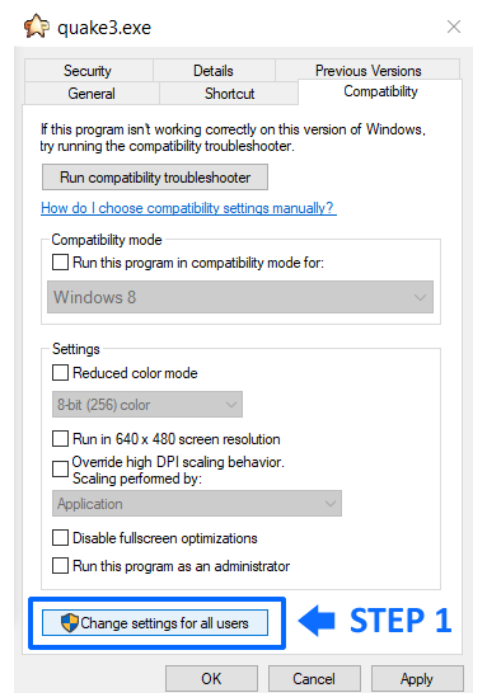 quake3.exe
Security Details Previous Versions
General Shortcut Compatibility
If this program isn't working correctly on this version of Windows,
try running the compatibility troubleshooter.
Run compatibility troubleshooter
How do I choose compatibility settings manually?
Compatibility mode
Run this program in compatibility mode for:
Windows 8
Settings
Reduced color mode
8-bit (256) color
Run in 640 x 480 screen resolution
Override high DPI scaling behavior.
Scaling performed by:
Application
Disable fullscreen optimizations
Run this program as an administrator
Change settings for all users STEP 1
OK Cancel Apply